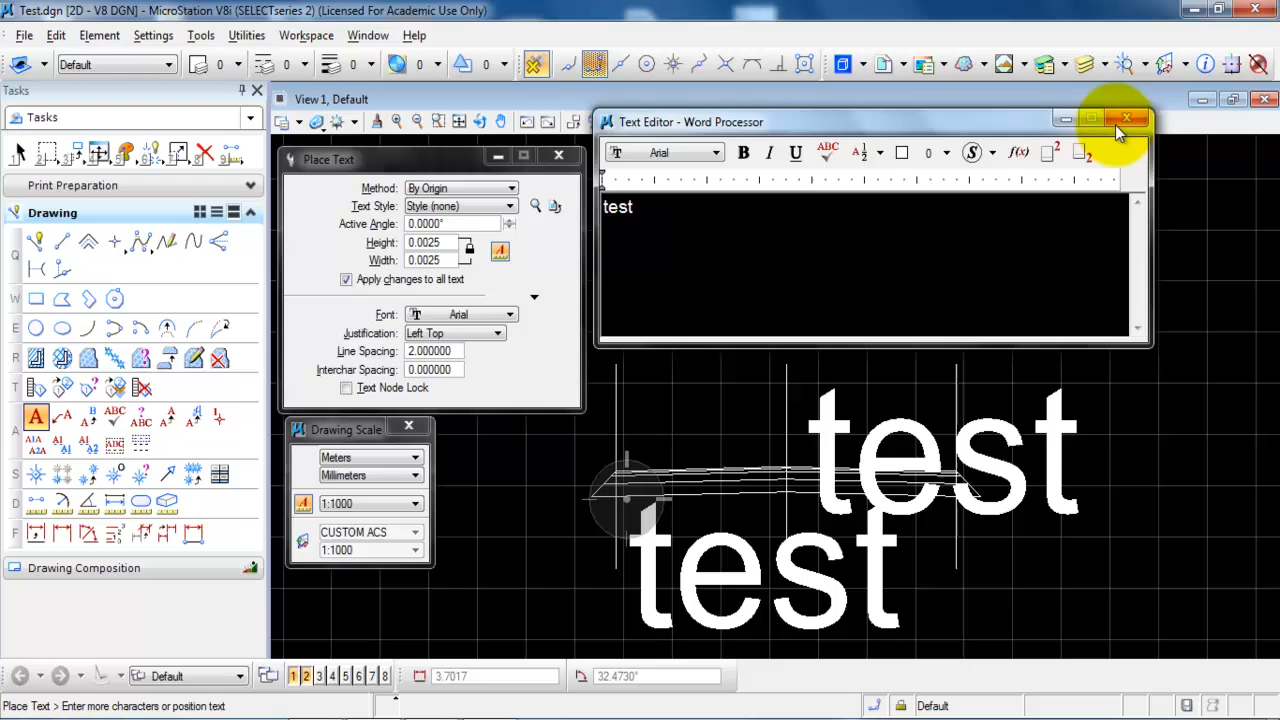 Test.dgn [2D - V8 DGN] - MicroStation V8i (SELECTseries 2) (Licensed For Academic Use Only)
File Edit Element Settings Tools Utilities Workspace Window Help
Default 0 0 0 0 0
Tasks
View 1, Default
Tasks
Text Editor - Word Processor
Arial B I U ABC 0 S f(x)
Print Preparation
Drawing
Place Text
Method: By Origin
Text Style: Style (none)
Active Angle: 0.0000°
Height: 0.0025
Width: 0.0025
Apply changes to all text
Font: Arial
Justification: Left Top
Line Spacing: 2.000000
Interchar Spacing: 0.000000
Text Node Lock
test
Q
W
E
R
T
A
S
D
F
Drawing Scale
Meters
Millimeters
1:1000
CUSTOM ACS
1:1000
test
test
Drawing Composition
Default 1 2 3 4 5 6 7 8 3.7017 32.4730°
Place Text > Enter more characters or position text
Default